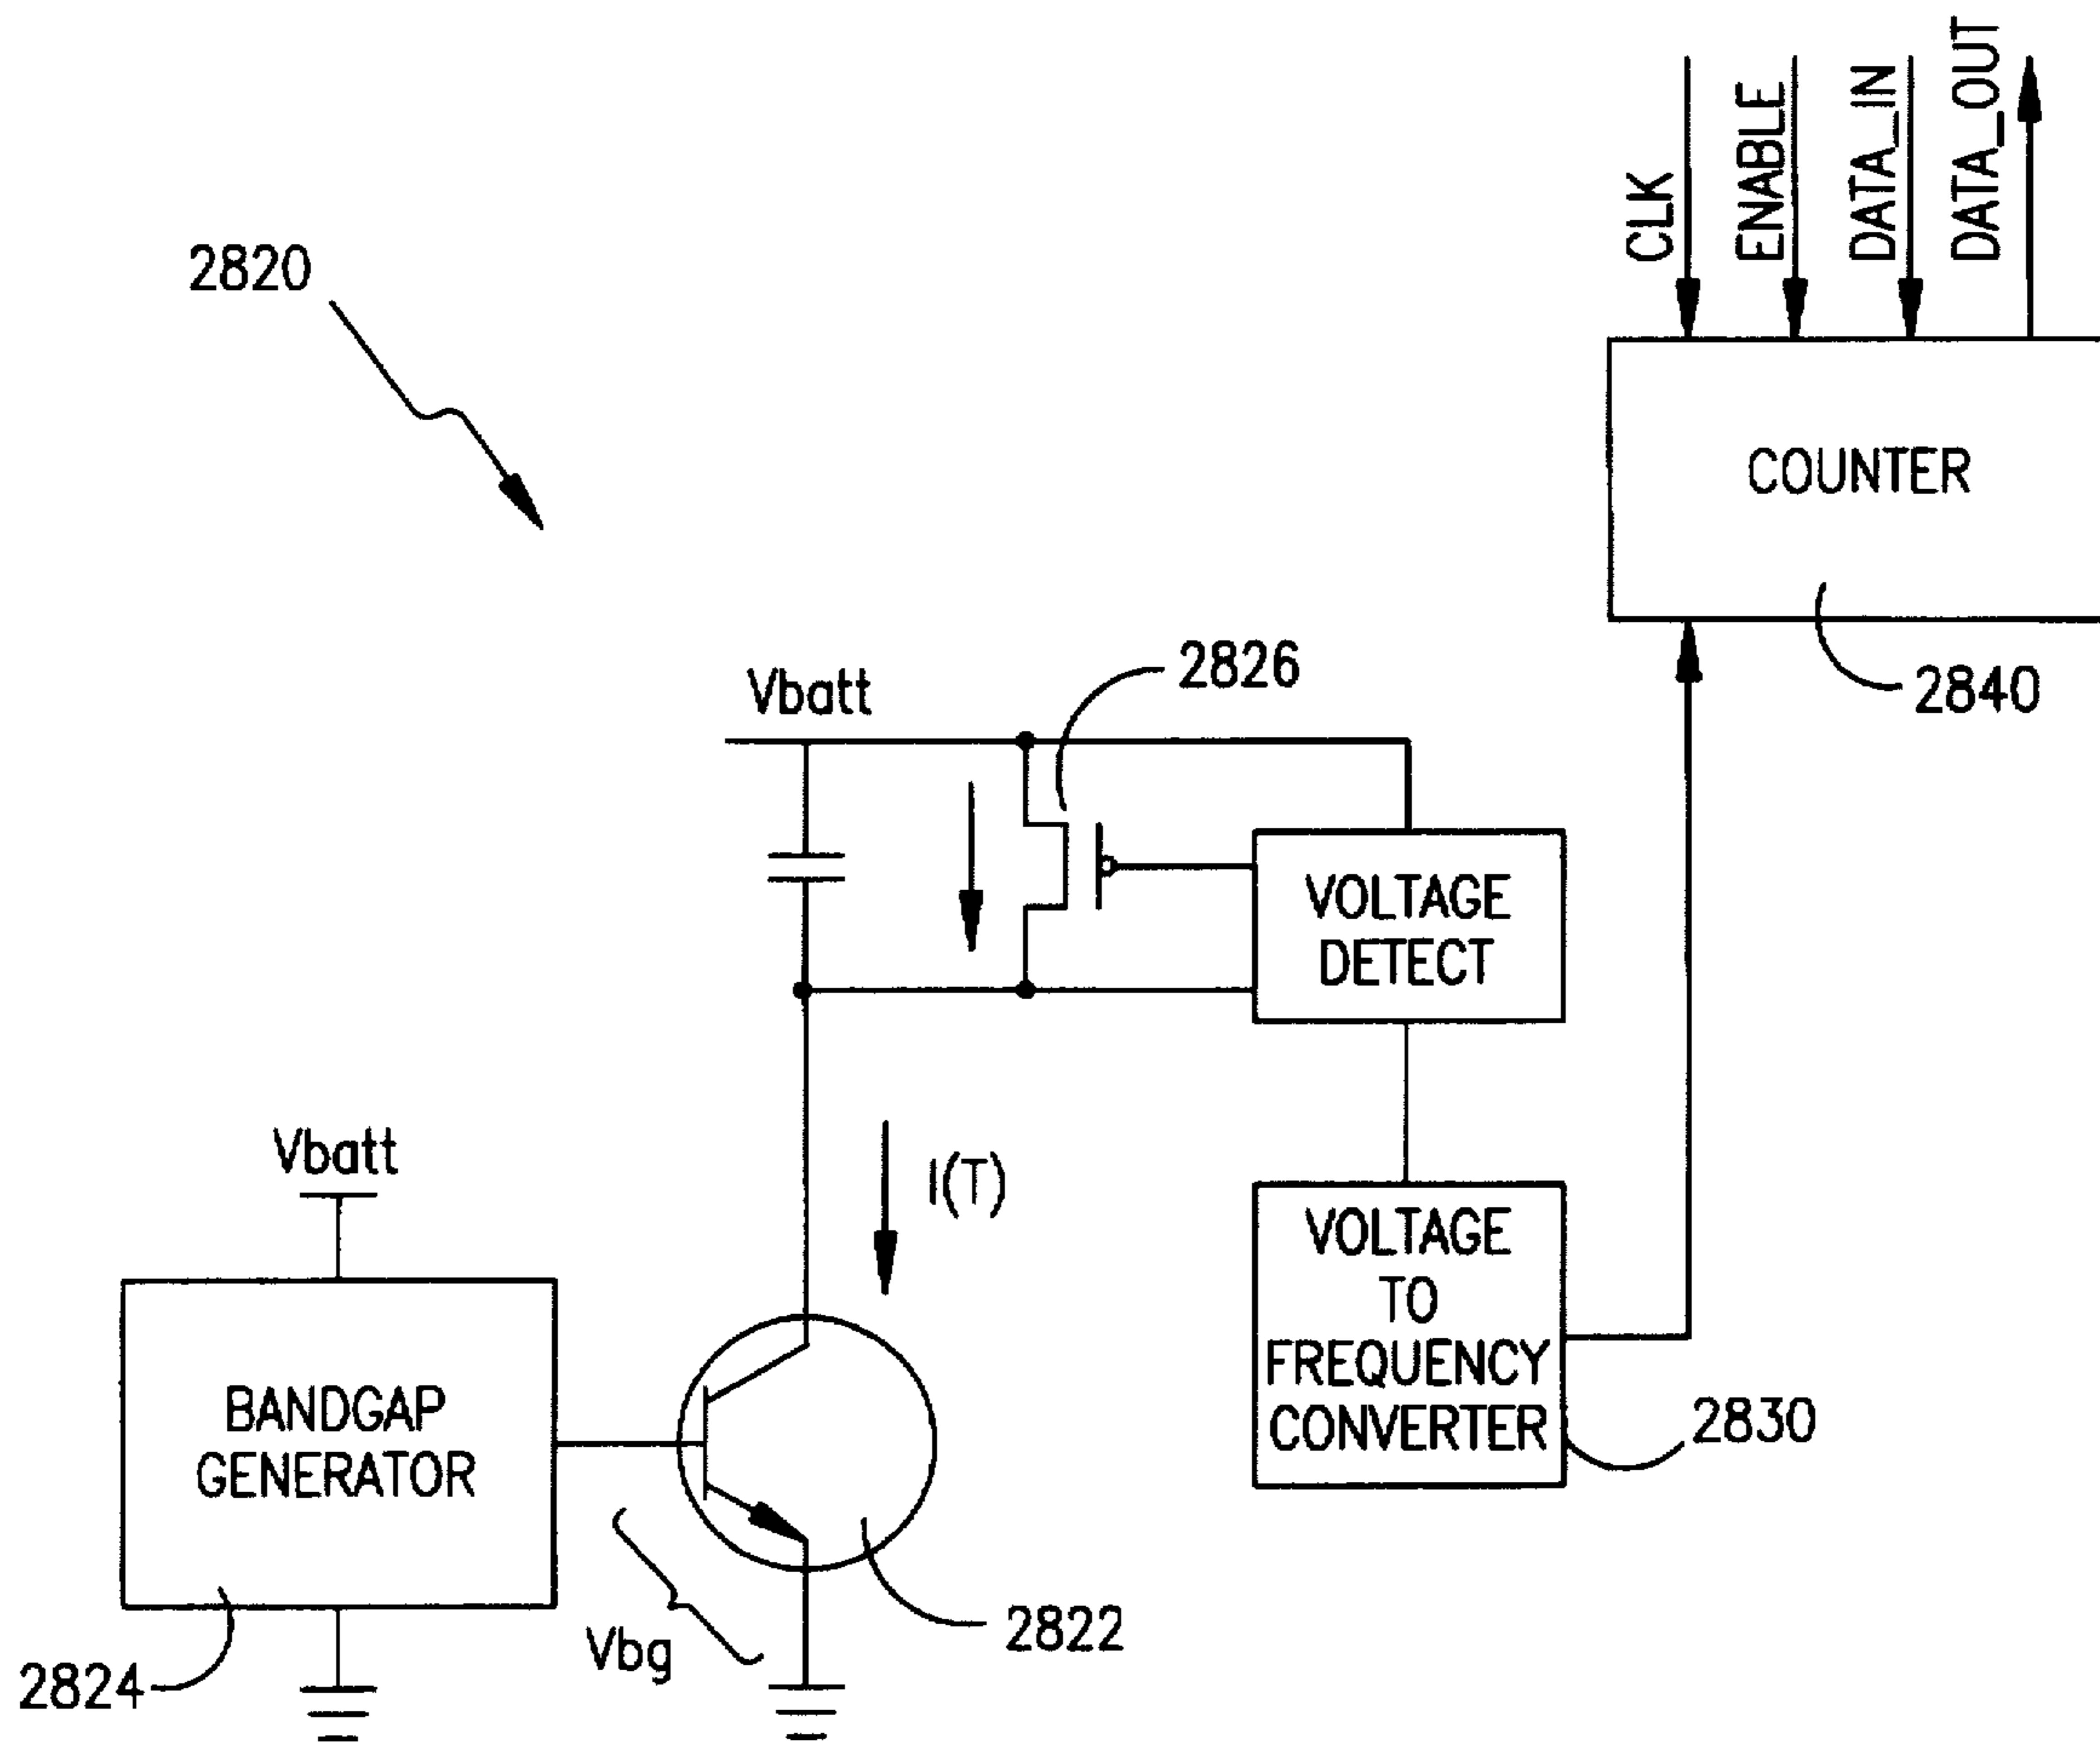 CLK
ENABLE
DATA_IN
DATA_OUT
2820
COUNTER
2840
2826
Vbatt
VOLTAGE
DETECT
I(T)
Vbatt
VOLTAGE
TO
FREQUENCY
CONVERTER
2830
BANDGAP
GENERATOR
2822
Vbg
2824